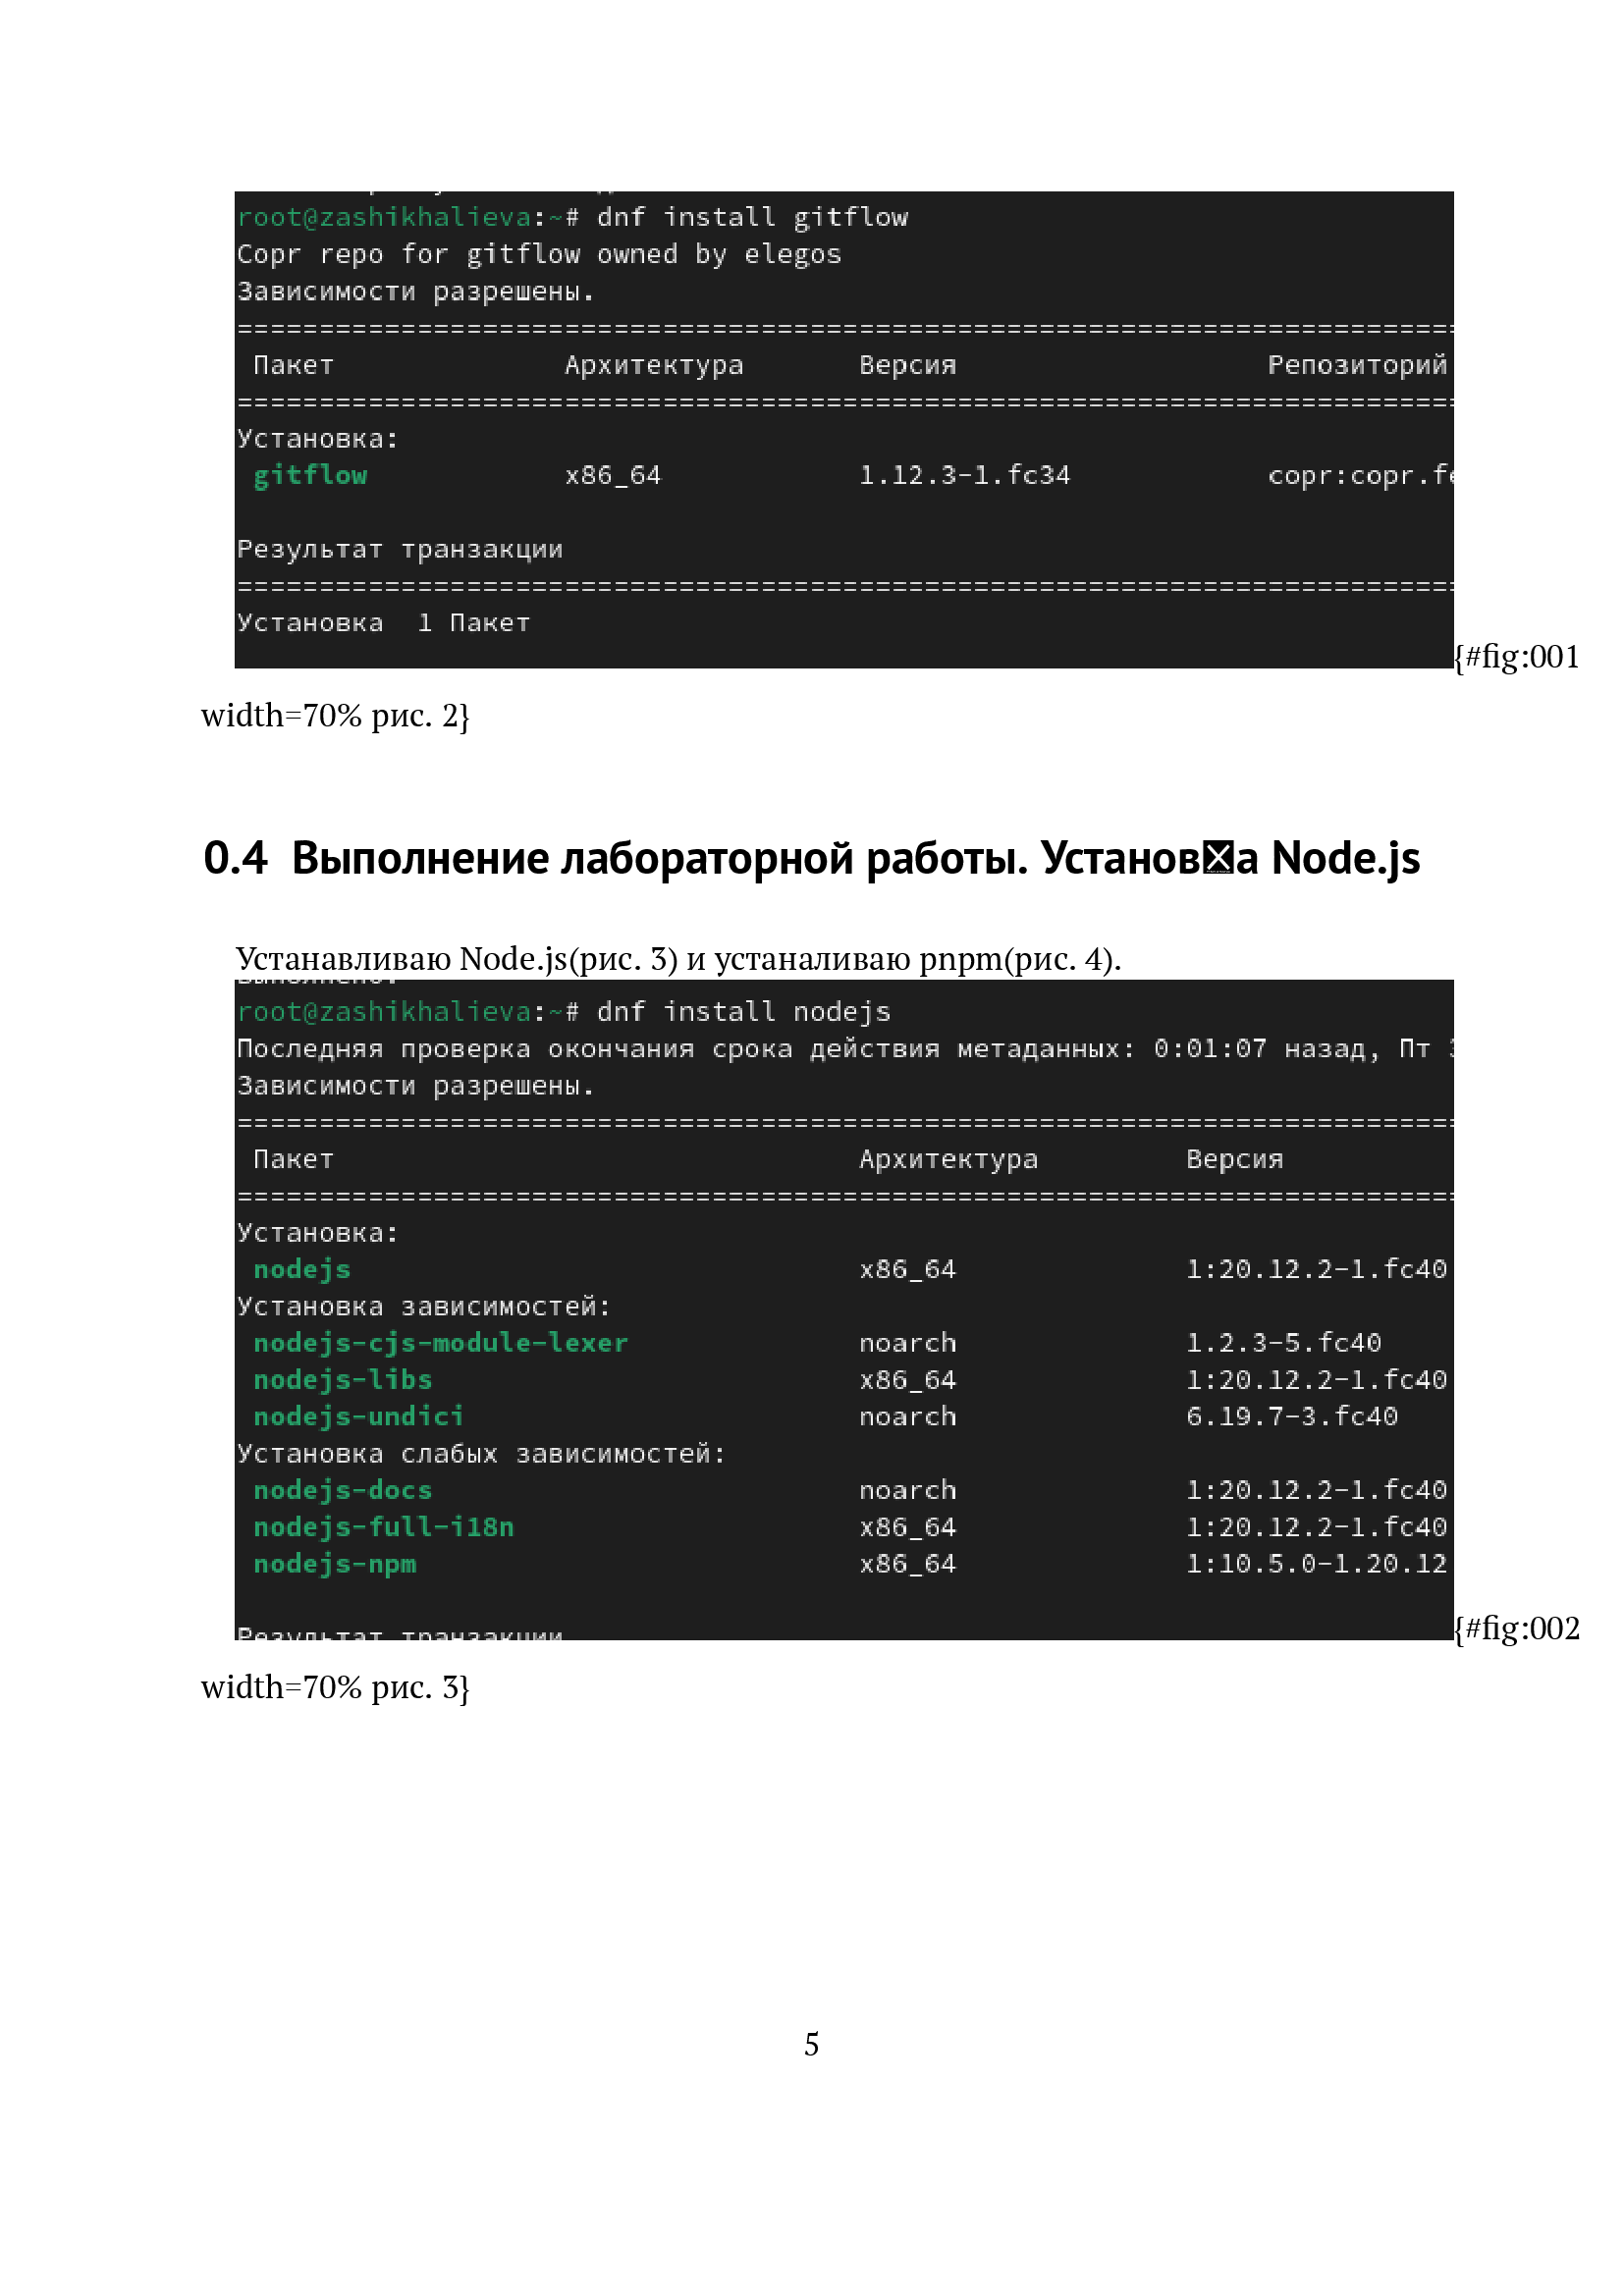 root@zashikhalieva:~# dnf install gitflow
Copr repo for gitflow owned by elegos
Зависимости разрешены.
================================================================================
Пакет Архитектура Версия Репозиторий
================================================================================
Установка:
gitflow x86_64 1.12.3-1.fc34 copr:copr.fe
Результат транзакции
================================================================================
Установка 1 Пакет
{#fig:001
width=70% рис. 2}
0.4 Выполнение лабораторной работы. Установ☒а Node.js
Устанавливаю Node.js(рис. 3) и устаналиваю pnpm(рис. 4).
root@zashikhalieva:~# dnf install nodejs
Последняя проверка окончания срока действия метаданных: 0:01:07 назад, Пт
Зависимости разрешены.
================================================================================
Пакет Архитектура Версия
================================================================================
Установка:
nodejs x86_64 1:20.12.2-1.fc40
Установка зависимостей:
nodejs-cjs-module-lexer noarch 1.2.3-5.fc40
nodejs-libs x86_64 1:20.12.2-1.fc40
nodejs-undici noarch 6.19.7-3.fc40
Установка слабых зависимостей:
nodejs-docs noarch 1:20.12.2-1.fc40
nodejs-full-i18n x86_64 1:20.12.2-1.fc40
nodejs-npm x86_64 1:10.5.0-1.20.12
Результат транзакции
{#fig:002
width=70% рис. 3}
5